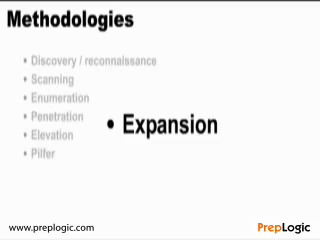 Methodologies
• Discovery / reconnaissance
• Scanning
• Enumeration
• Penetration
• Elevation
• Pilfer
• Expansion
www.preplogic.com
PrepLogic